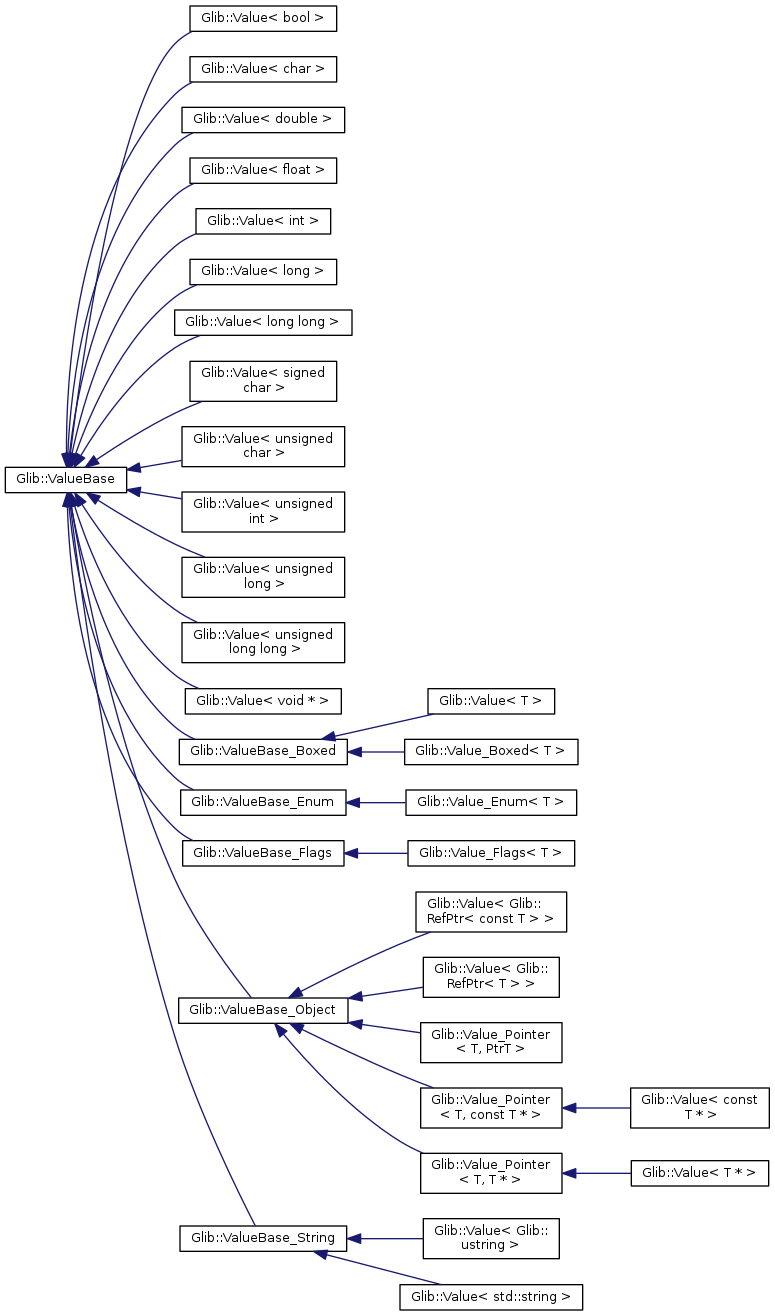 Glib::Value< bool >
Glib::Value< char >
Glib::Value< double >
Glib::Value< float >
Glib::Value< int >
Glib::Value< long >
Glib::Value< long long >
Glib::Value< signed
char >
Glib::Value< unsigned
char >
Glib::ValueBase
Glib::Value< unsigned
int >
Glib::Value< unsigned
long >
Glib::Value< unsigned
long long >
Glib::Value< void * >
Glib::Value< T >
Glib::ValueBase_Boxed
Glib::Value_Boxed< T >
Glib::ValueBase_Enum
Glib::Value_Enum< T >
Glib::ValueBase_Flags
Glib::Value_Flags< T >
Glib::Value< Glib::
RefPtr< const T > >
Glib::Value< Glib::
RefPtr< T > >
Glib::ValueBase_Object
Glib::Value_Pointer
< T, PtrT >
Glib::Value_Pointer
< T, const T * >
Glib::Value< const
T * >
Glib::Value_Pointer
< T, T * >
Glib::Value< T * >
Glib::ValueBase_String
Glib::Value< Glib::
ustring >
Glib::Value< std::string >